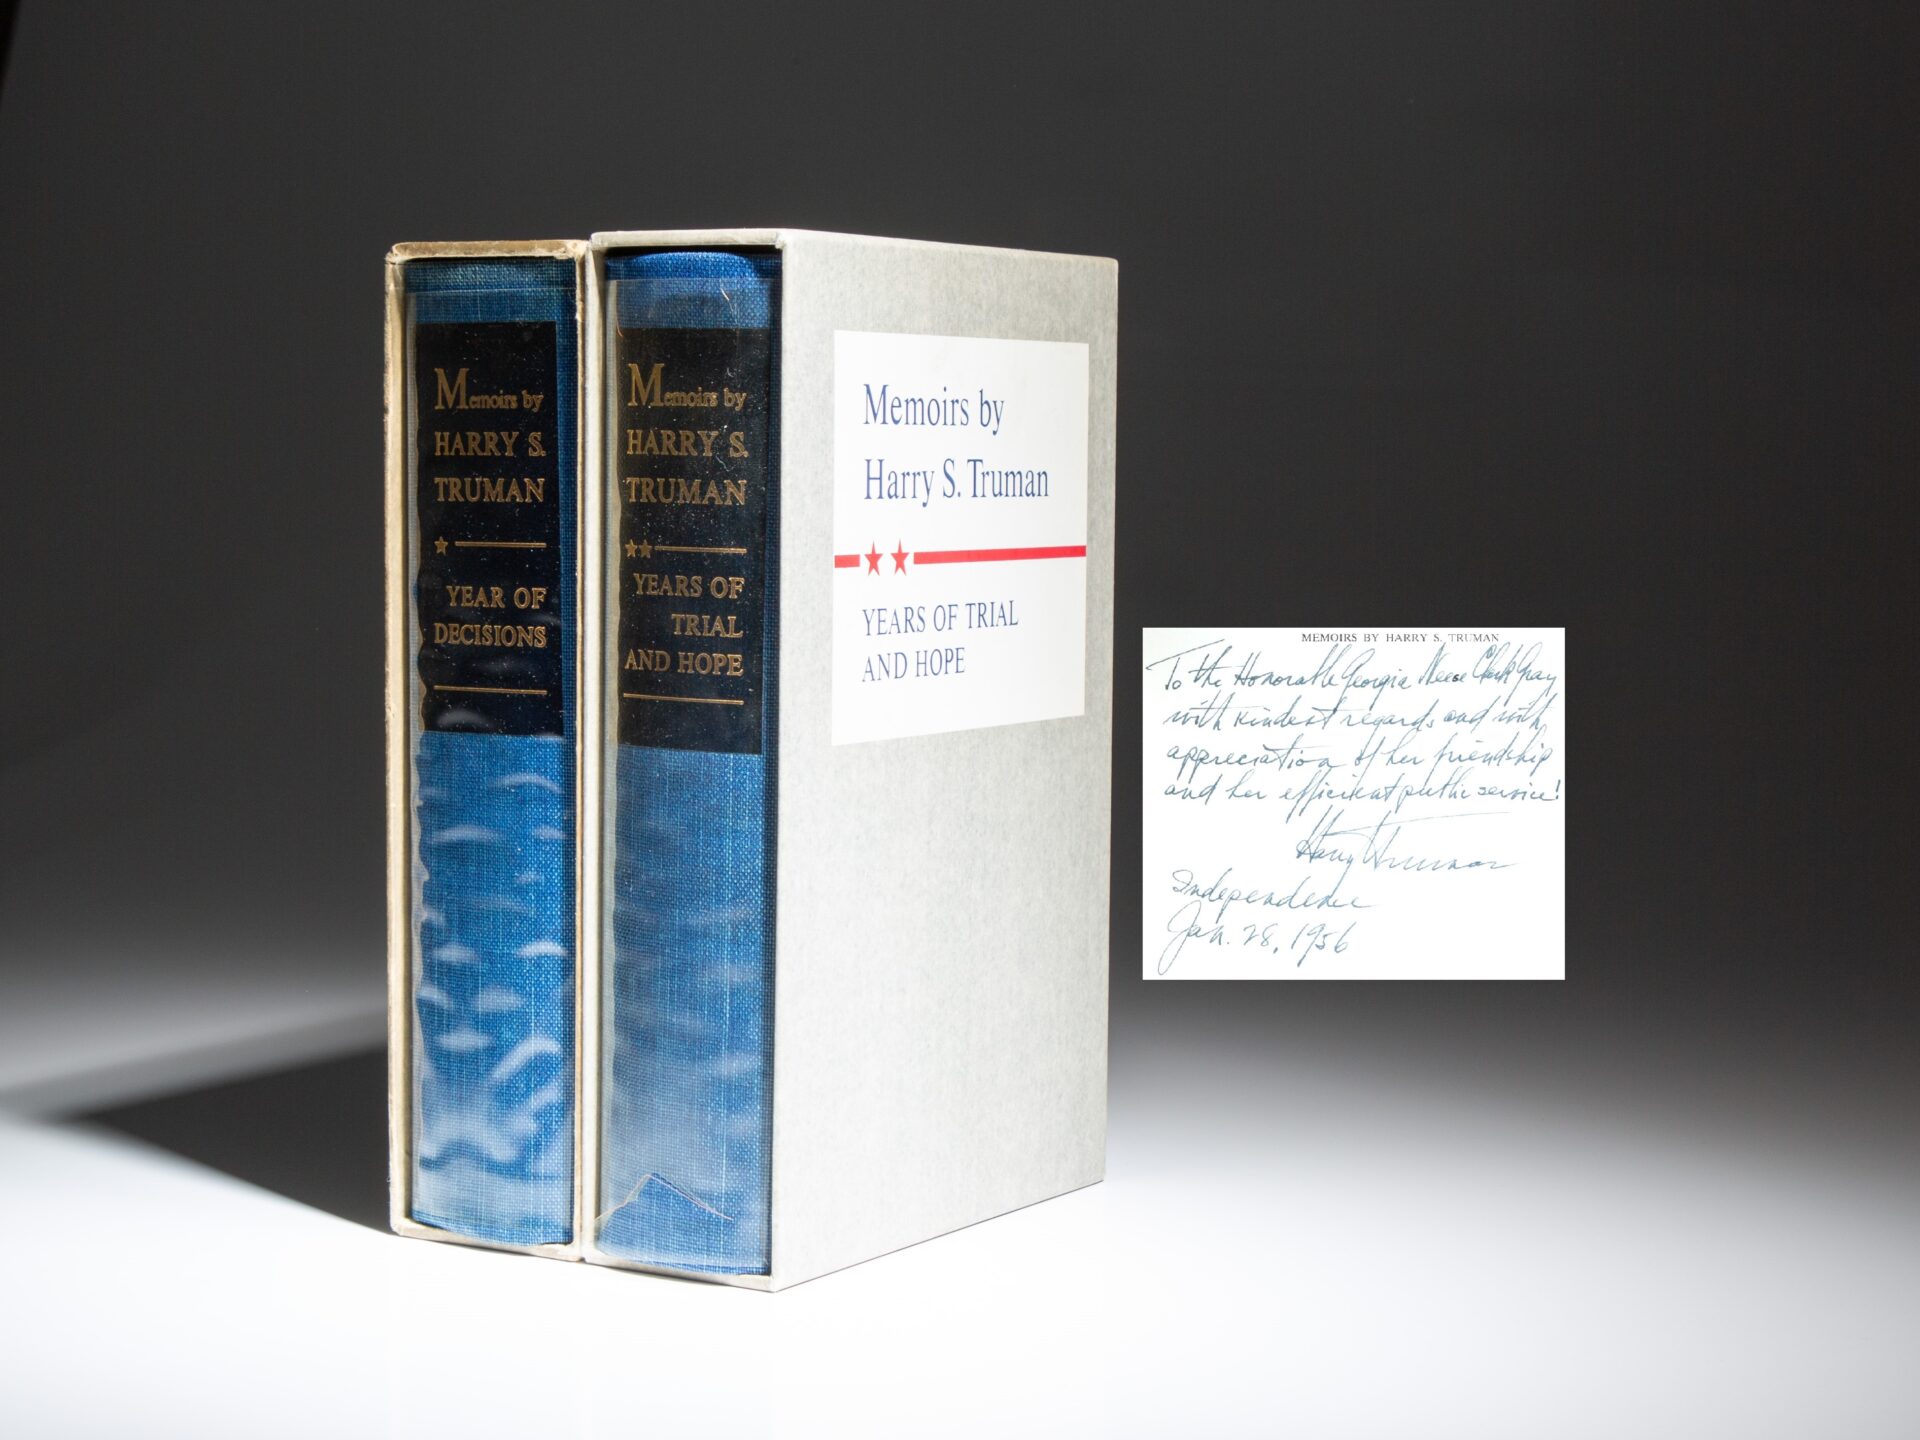 Memoirs by
HARRY S.
TRUMAN
YEAR OF
DECISIONS
Memoirs by
HARRY S.
TRUMAN
YEARS OF
TRIAL
AND HOPE
Memoirs by
Harry S. Truman
YEARS OF TRIAL
AND HOPE
MEMOIRS BY HARRY S. TRUMAN
To the Honorable Georgia Neese Clark Gray
with kindest regards and with
appreciation of her friendship
and her efficient public service!
Harry Truman
Independence
Jan. 28, 1956